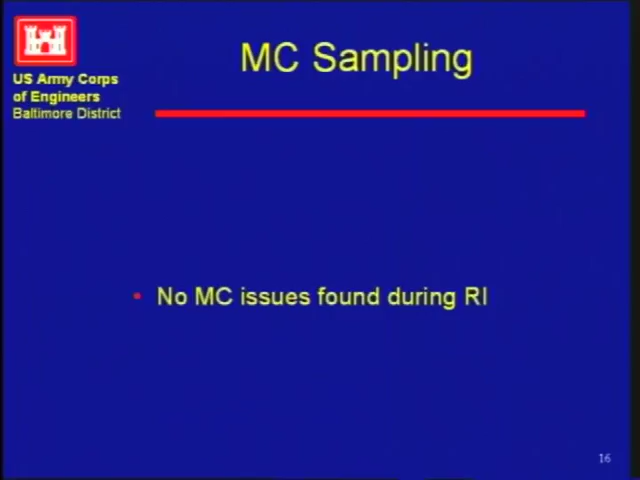 MC Sampling
US Army Corps
of Engineers
Baltimore District
• No MC issues found during RI
16